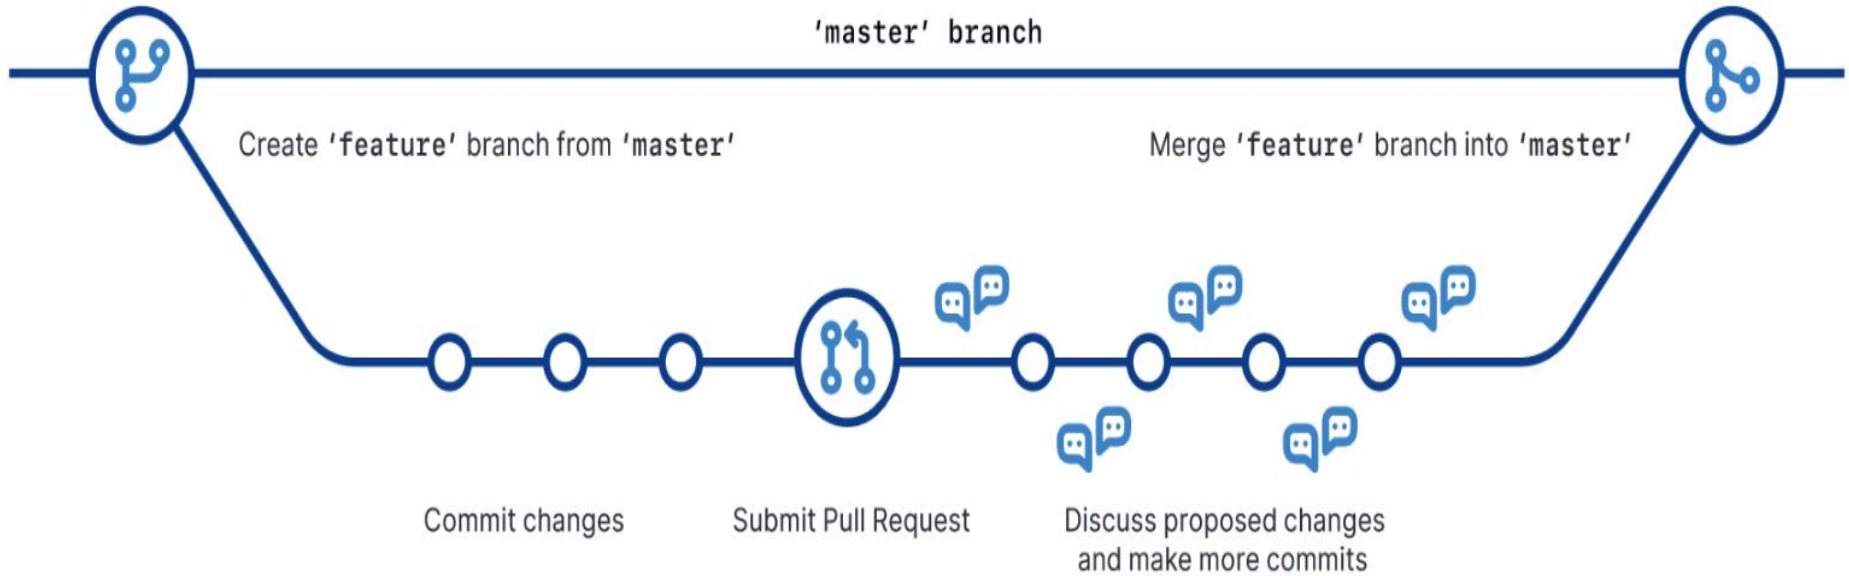 ‘master’ branch
Create ‘feature’ branch from ‘master’
Merge ‘feature’ branch into ‘master’
Commit changes
Submit Pull Request
Discuss proposed changes
and make more commits